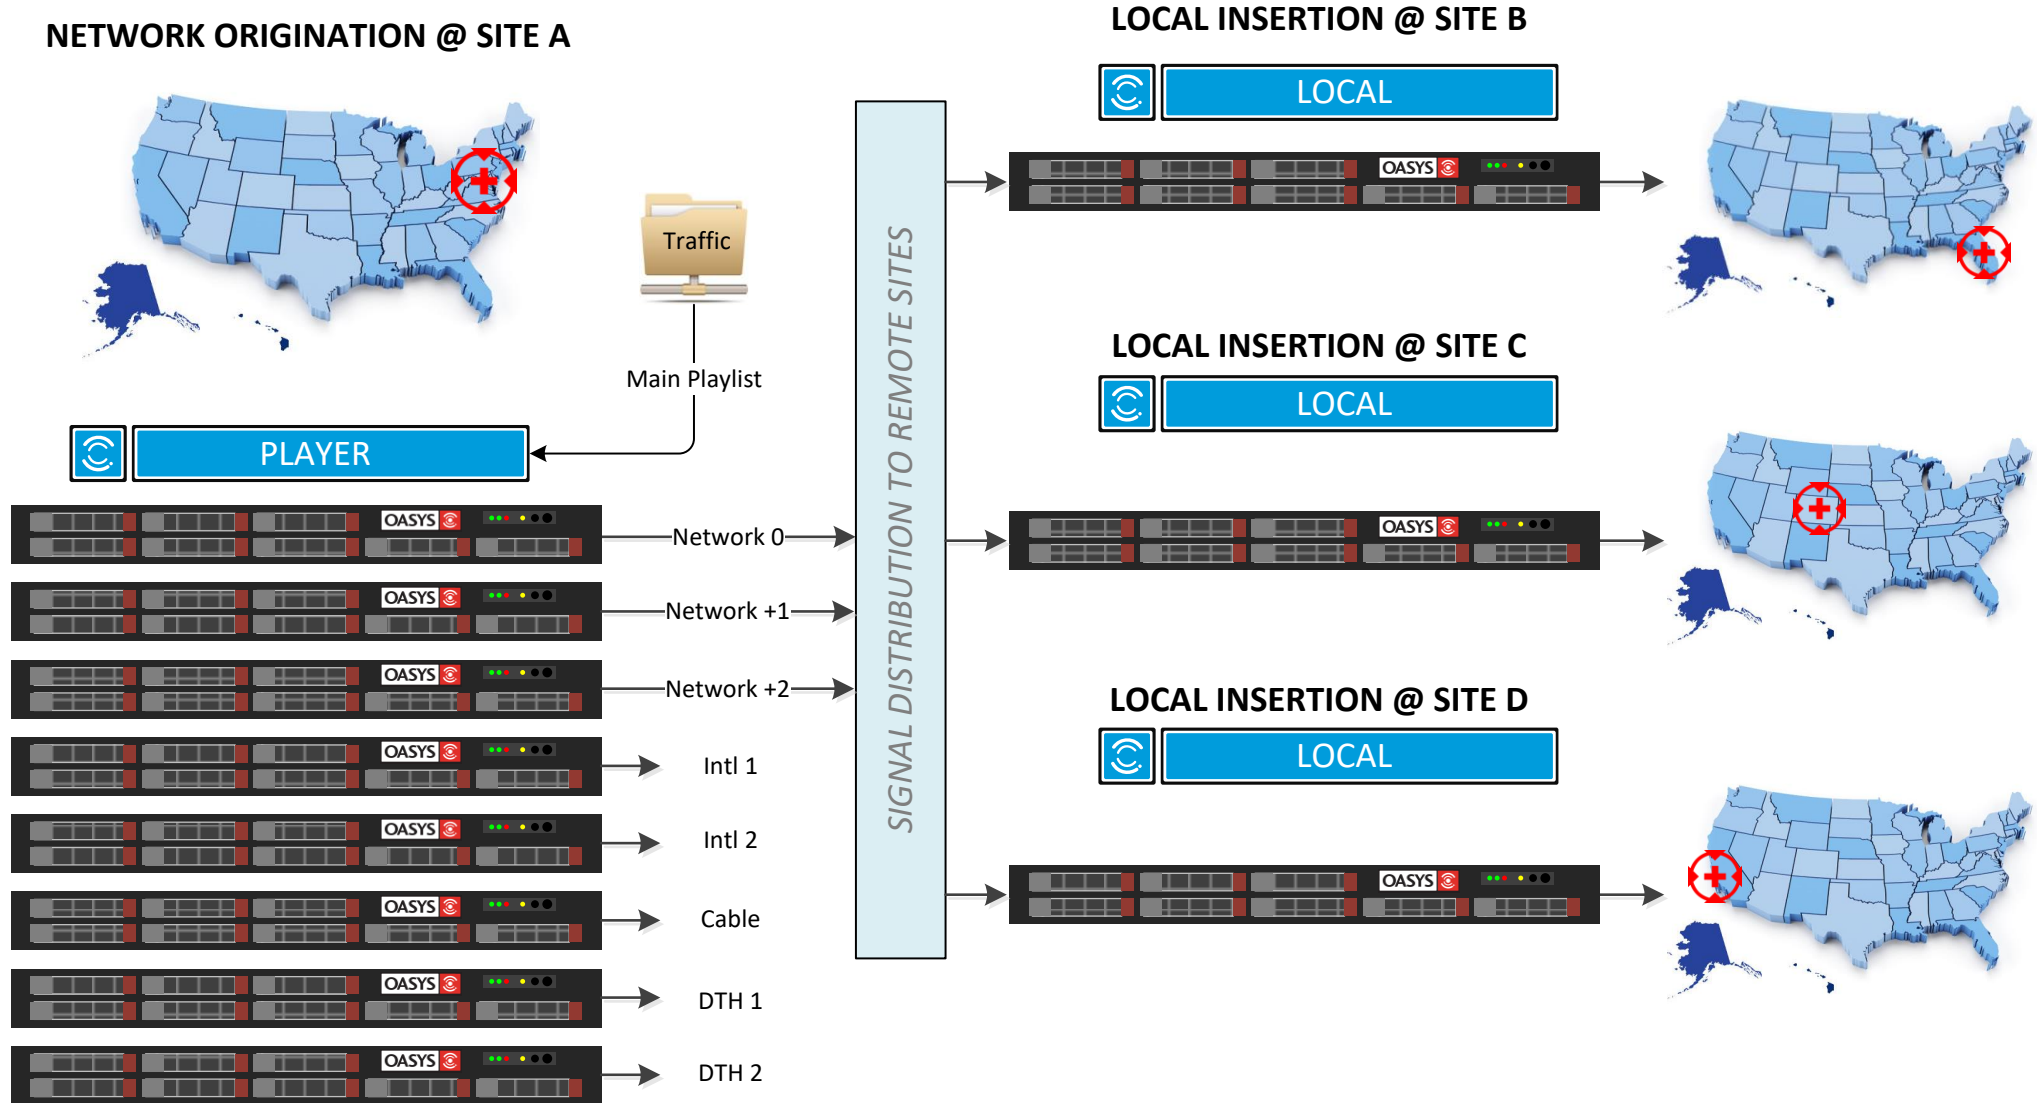 NETWORK ORIGINATION @ SITE A
Traffic
Main Playlist
PLAYER
OASYS
Network 0
OASYS
Network +1
OASYS
Network +2
OASYS
Intl 1
OASYS
Intl 2
OASYS
Cable
OASYS
DTH 1
OASYS
DTH 2
SIGNAL DISTRIBUTION TO REMOTE SITES
LOCAL INSERTION @ SITE B
LOCAL
OASYS
LOCAL INSERTION @ SITE C
LOCAL
OASYS
LOCAL INSERTION @ SITE D
LOCAL
OASYS